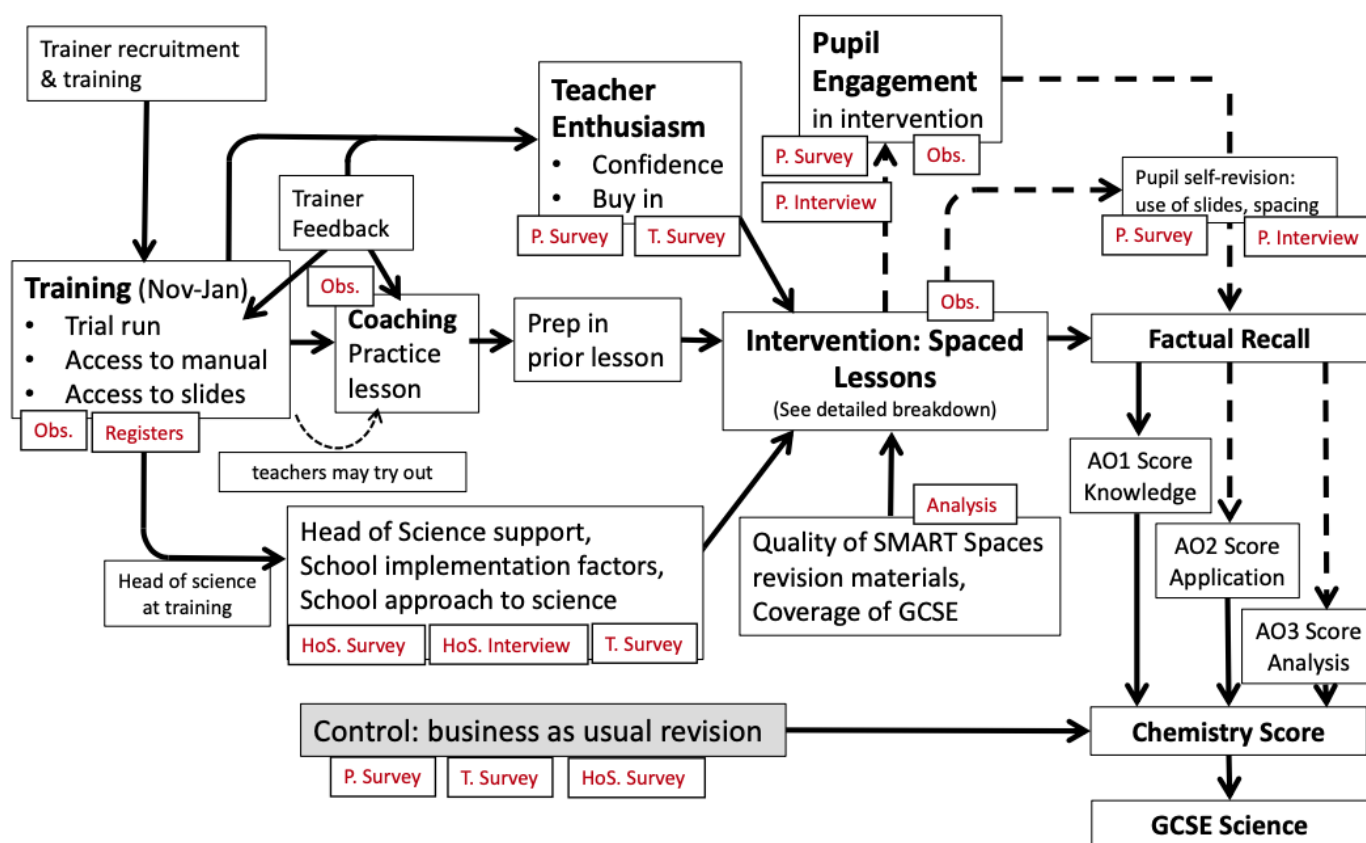 Trainer recruitment
& training
Teacher
Enthusiasm
• Confidence
• Buy in
P. Survey
T. Survey
Pupil
Engagement
in intervention
P. Survey
Obs.
P. Interview
Pupil self-revision:
use of slides, spacing
P. Survey
P. Interview
Trainer
Feedback
Training (Nov-Jan)
• Trial run
• Access to manual
• Access to slides
Obs.
Registers
Obs.
Coaching
Practice
lesson
teachers may try out
Prep in
prior lesson
Obs.
Intervention: Spaced
Lessons
(See detailed breakdown)
Factual Recall
AO1 Score
Knowledge
AO2 Score
Application
AO3 Score
Analysis
Head of science
at training
Head of Science support,
School implementation factors,
School approach to science
HoS. Survey
HoS. Interview
T. Survey
Analysis
Quality of SMART Spaces
revision materials,
Coverage of GCSE
Control: business as usual revision
P. Survey
T. Survey
HoS. Survey
Chemistry Score
GCSE Science